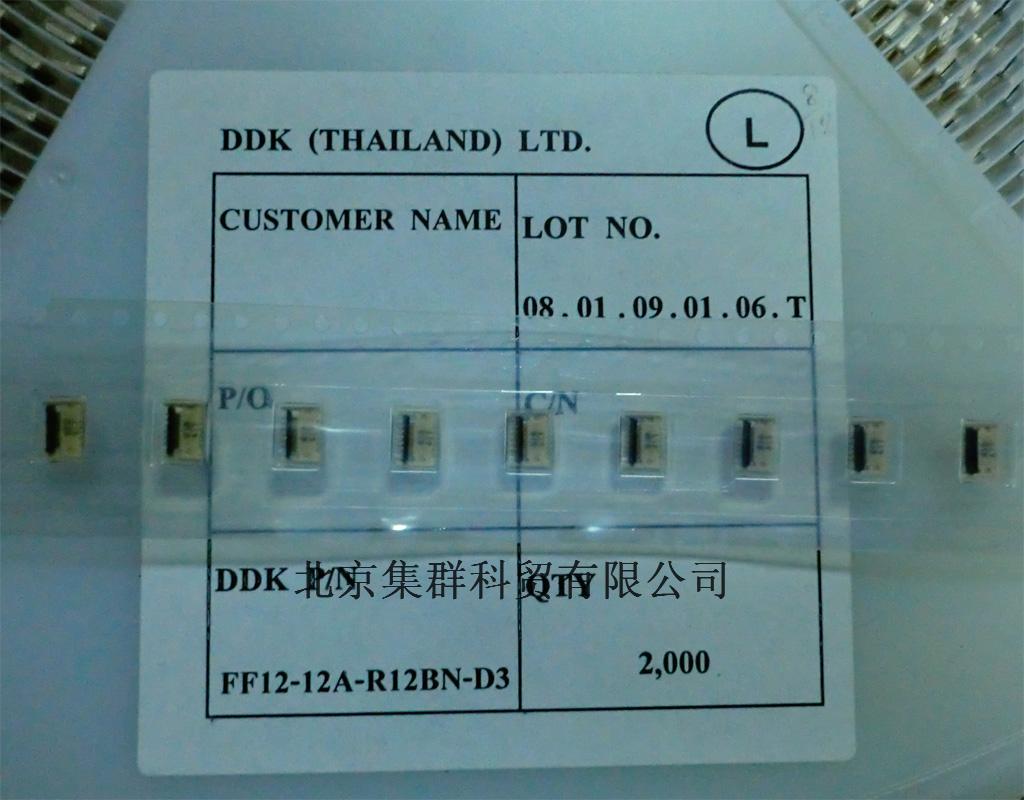 DDK (THAILAND) LTD.
L
CUSTOMER NAME
LOT NO.
08.01.09.01.06.T
P/O
C/N
DDK P/N
QTY
北京集群科贸有限公司
FF12-12A-R12BN-D3
2,000